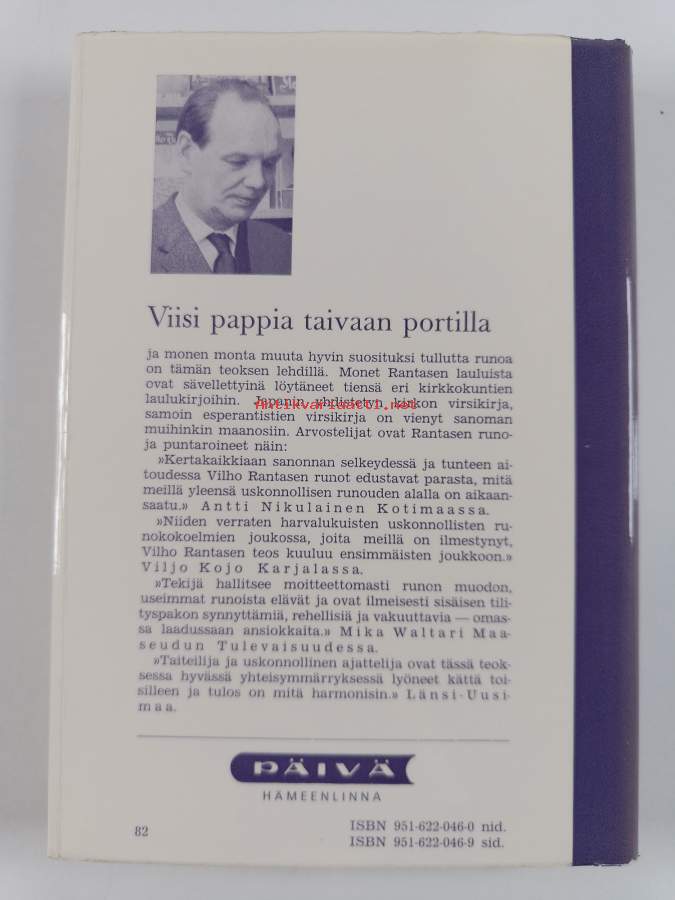 Viisi pappia taivaan portilla
ja monen monta muuta hyvin suosituksi tullutta runoa
on tämän teoksen lehdillä. Monet Rantasen lauluista
ovat sävellettyinä löytäneet tiensä eri kirkkokuntien
laulukirjoihin. Japanin yhdistetyn kirkon virsikirja,
Antikvariaatti.net
samoin esperantistien virsikirja on vienyt sanoman
muihinkin maanosiin. Arvostelijat ovat Rantasen runo-
ja puntaroineet näin:
»Kertakaikkiaan sanonnan selkeydessä ja tunteen ai-
toudessa Vilho Rantasen runot edustavat parasta, mitä
meillä yleensä uskonnollisen runouden alalla on aikaan-
saatu.» Antti Nikulainen Kotimaassa.
»Niiden verraten harvalukuisten uskonnollisten ru-
nokokoelmien joukossa, joita meillä on ilmestynyt,
Vilho Rantasen teos kuuluu ensimmäisten joukkoon.»
Viljo Kojo Karjalassa.
»Tekijä hallitsee moitteettomasti runon muodon,
useimmat runoista elävät ja ovat ilmeisesti sisäisen tili-
tyspakon synnyttämiä, rehellisiä ja vakuuttavia — omas-
sa laadussaan ansiokkaita.» Mika Waltari Maa-
seudun Tulevaisuudessa.
»Taiteilija ja uskonnollinen ajattelija ovat tässä teok-
sessa hyvässä yhteisymmärryksessä lyöneet kättä toi-
silleen ja tulos on mitä harmonisin.» Länsi-Uusi-
maa.
PÄIVÄ
HÄMEENLINNA
82
ISBN 951-622-046-0 nid.
ISBN 951-622-046-9 sid.